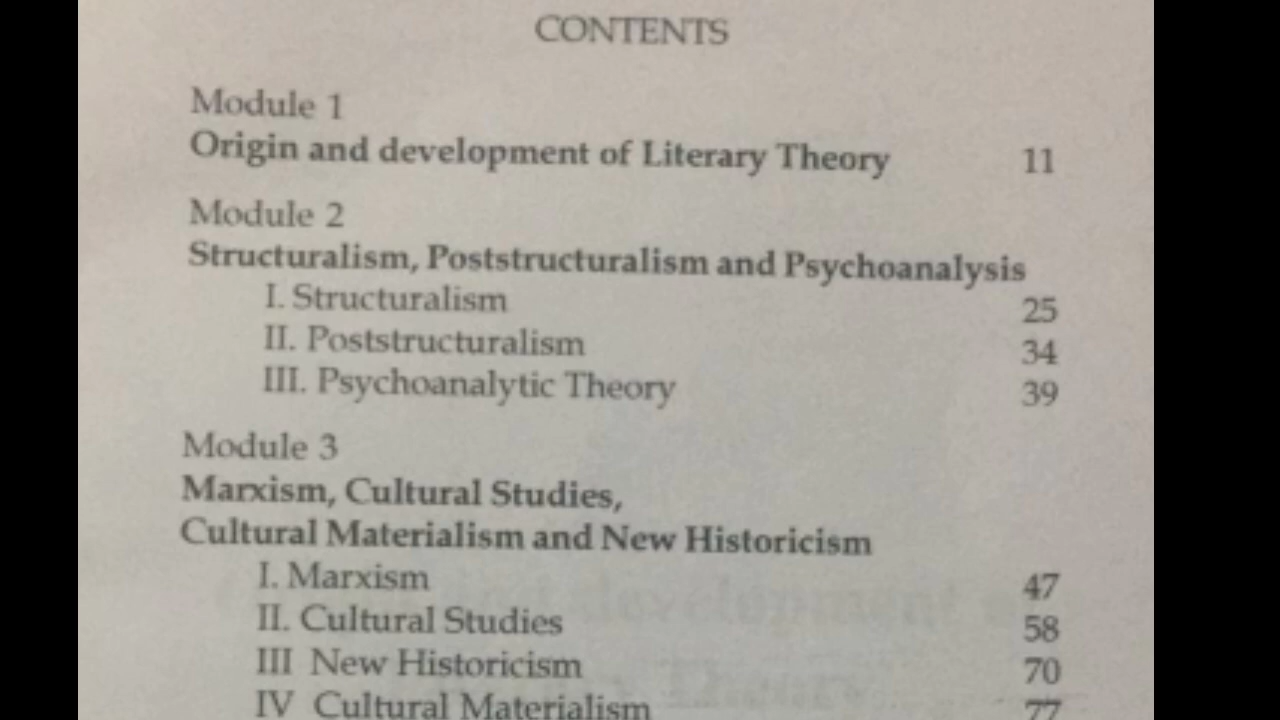 CONTENTS
Module 1
Origin and development of Literary Theory 11
Module 2
Structuralism, Poststructuralism and Psychoanalysis
I. Structuralism 25
II. Poststructuralism 34
III. Psychoanalytic Theory 39
Module 3
Marxism, Cultural Studies,
Cultural Materialism and New Historicism
I. Marxism 47
II. Cultural Studies 58
III New Historicism 70
IV Cultural Materialism 77